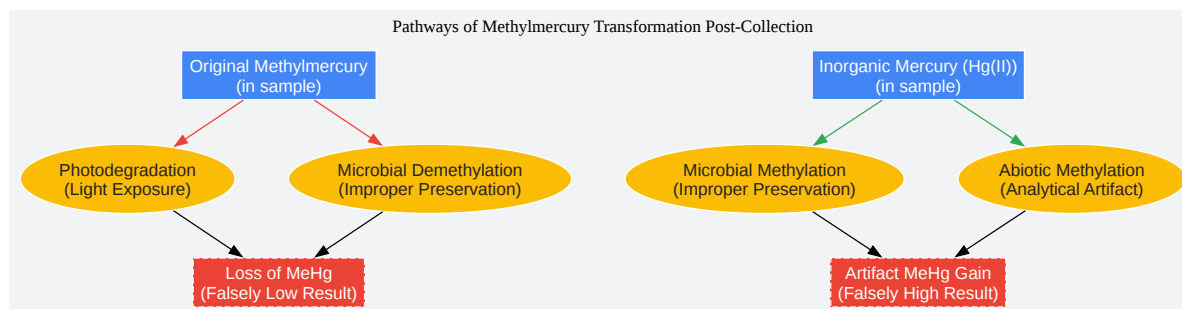 Pathways of Methylmercury Transformation Post-Collection
Original Methylmercury
(in sample)
Inorganic Mercury (Hg(II))
(in sample)
Photodegradation
(Light Exposure)
Microbial Demethylation
(Improper Preservation)
Microbial Methylation
(Improper Preservation)
Abiotic Methylation
(Analytical Artifact)
Loss of MeHg
(Falsely Low Result)
Artifact MeHg Gain
(Falsely High Result)